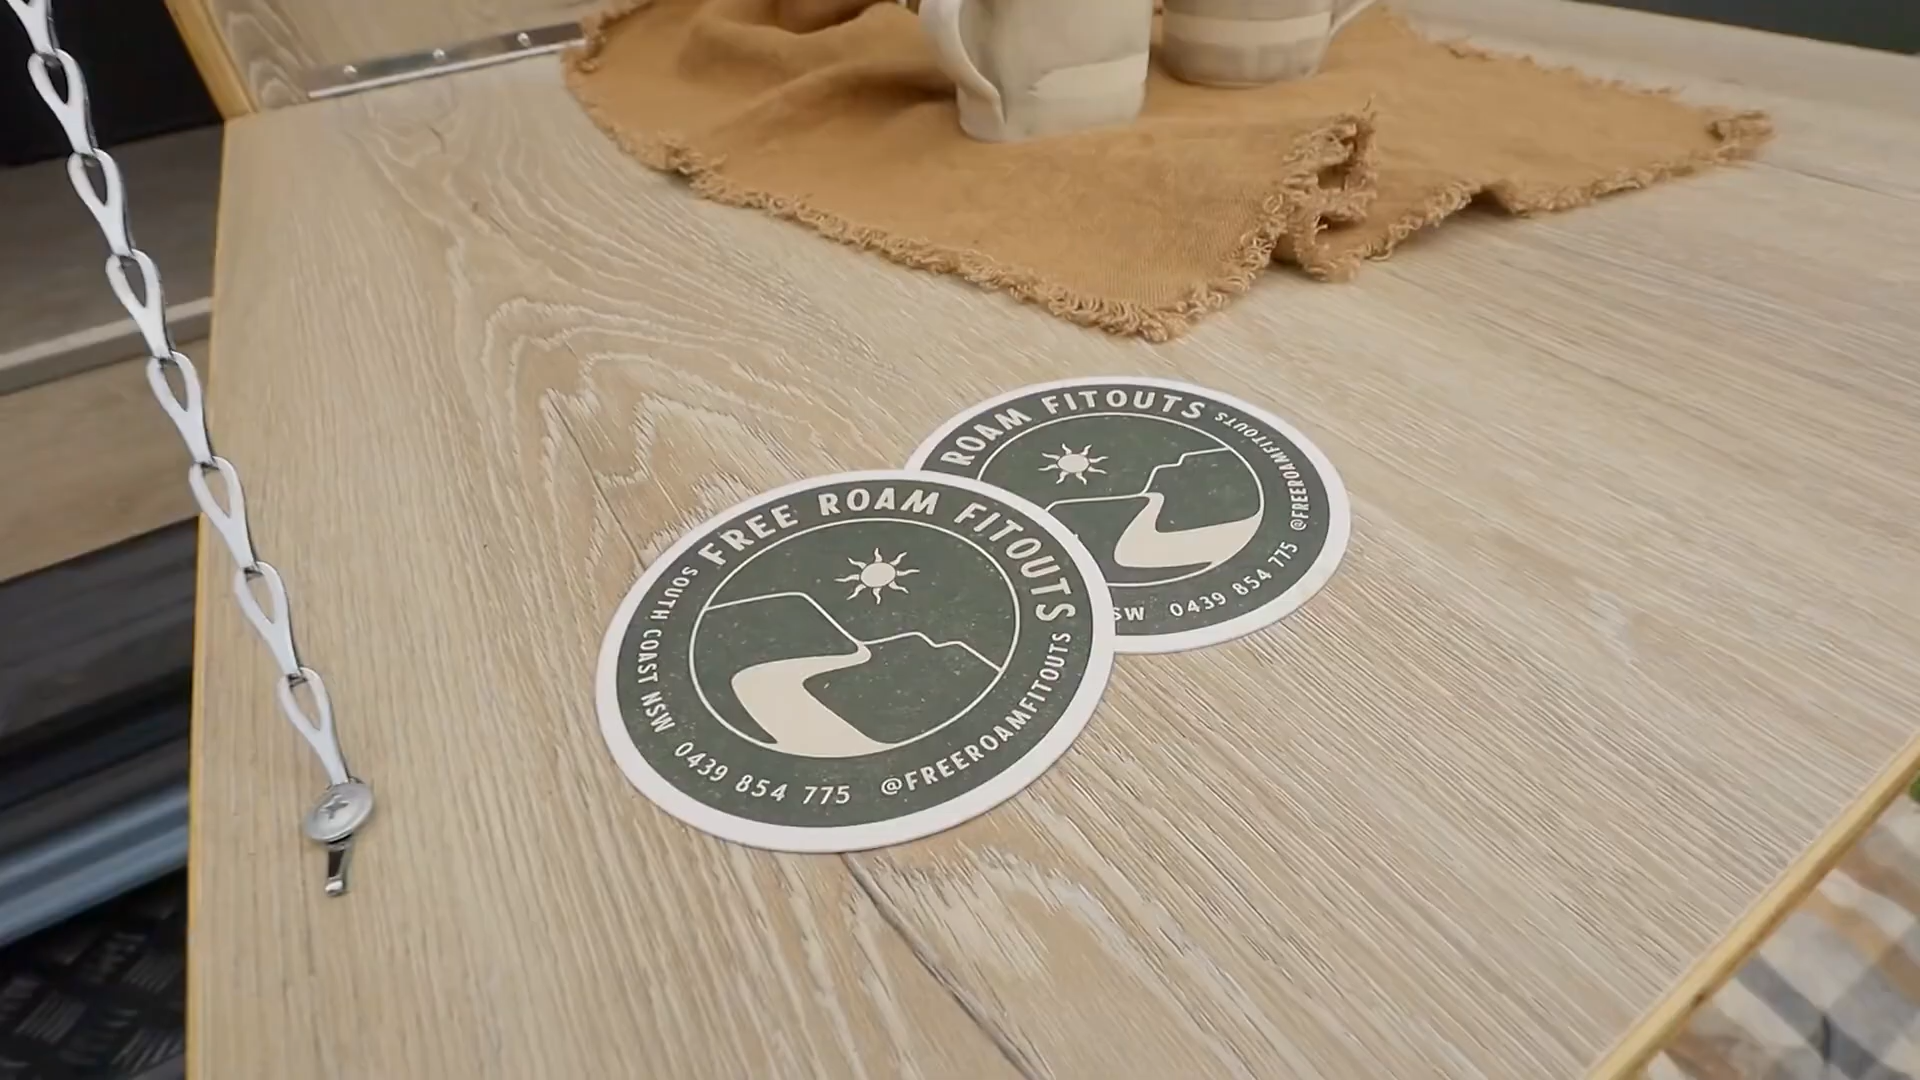 FREE ROAM FITOUTS
SOUTH COAST NSW 0439 854 775 @FREEROAMFITOUTS
ROAM FITOUTS
SW 0439 854 775 @FREEROAMFITOUTS